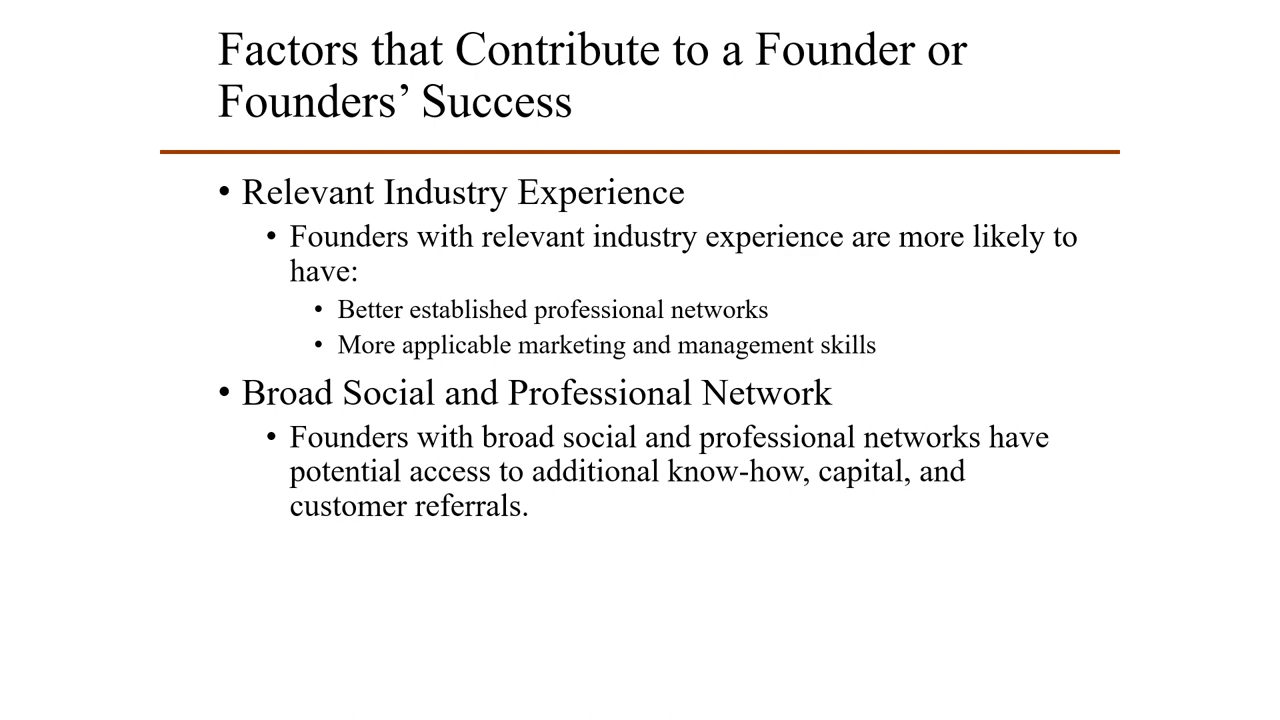 Factors that Contribute to a Founder or
Founders’ Success
• Relevant Industry Experience
• Founders with relevant industry experience are more likely to
have:
• Better established professional networks
• More applicable marketing and management skills
• Broad Social and Professional Network
• Founders with broad social and professional networks have
potential access to additional know-how, capital, and
customer referrals.